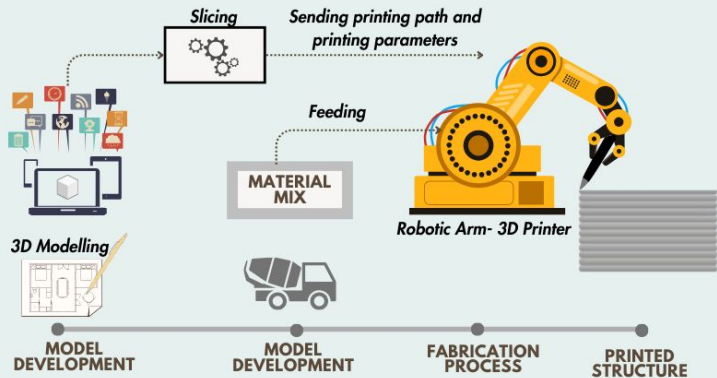 Slicing
Sending printing path and
printing parameters
Feeding
MATERIAL
MIX
3D Modelling
Robotic Arm- 3D Printer
MODEL
DEVELOPMENT
MODEL
DEVELOPMENT
FABRICATION
PROCESS
PRINTED
STRUCTURE